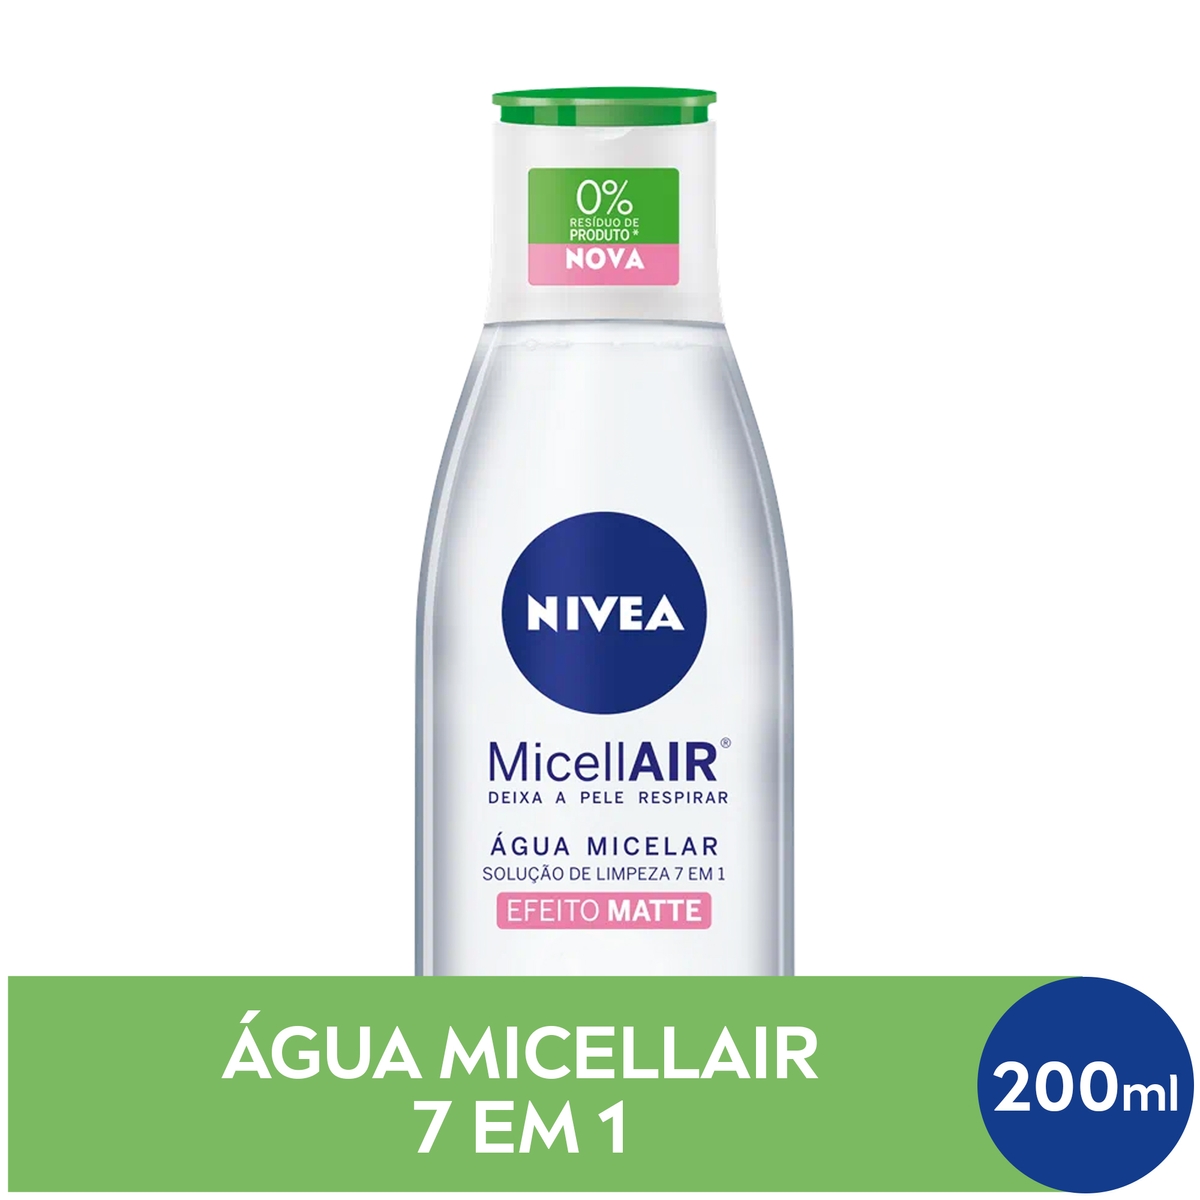 0%
RESÍDUO DE
PRODUTO*
NOVA
NIVEA
MicellAIR®
DEIXA A PELE RESPIRAR
ÁGUA MICELAR
SOLUÇÃO DE LIMPEZA 7 EM 1
EFEITO MATTE
ÁGUA MICELLAIR
7 EM 1
200ml